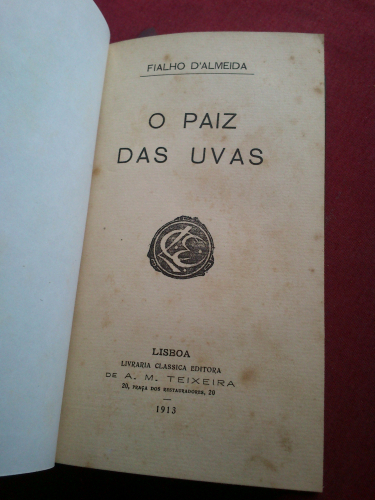 FIALHO D'ALMEIDA
O PAIZ
DAS UVAS
LISBOA
LIVRARIA CLASSICA EDITORA
DE A. M. TEIXEIRA
20, PRAÇA DOS RESTAURADORES, 20
1913